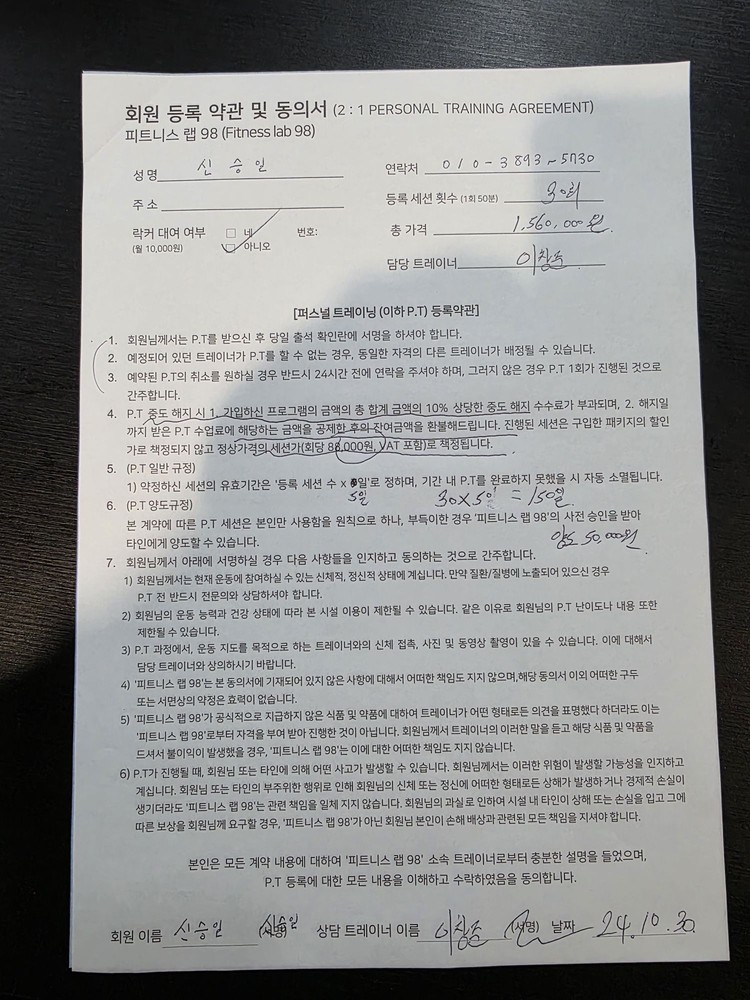 회원 등록 약관 및 동의서 (2 : 1 PERSONAL TRAINING AGREEMENT)
피트니스 랩 98 (Fitness lab 98)
성 명 신 승 일
연락처 010-3893-5730
주 소
등록 세션 횟수 (1회 50분) 30회
락커 대여 여부 □ 네 번호:
(월 10,000원) □ 아니오
총 가격 1,560,000원
담당 트레이너
[퍼스널 트레이닝 (이하 P.T) 등록약관]
1. 회원님께서는 P.T를 받으신 후 당일 출석 확인란에 서명을 하셔야 합니다.
2. 예정되어 있던 트레이너가 P.T를 할 수 없는 경우, 동일한 자격의 다른 트레이너가 배정될 수 있습니다.
3. 예약된 P.T의 취소를 원하실 경우 반드시 24시간 전에 연락을 주셔야 하며, 그러지 않은 경우 P.T 1회가 진행된 것으로
간주합니다.
4. P.T 중도 해지 시 1. 가입하신 프로그램의 금액의 총 합계 금액의 10% 상당한 중도 해지 수수료가 부과되며, 2. 해지일
까지 받은 P.T 수업료에 해당하는 금액을 공제한 후의 잔여금액을 환불해드립니다. 진행된 세션은 구입한 패키지의 할인
가로 책정되지 않고 정상가격의 세션가(회당 88,000원, VAT 포함)로 책정됩니다.
5. (P.T 일반 규정)
1) 약정하신 세션의 유효기간은 '등록 세션 수 x 일'로 정하며, 기간 내 P.T를 완료하지 못했을 시 자동 소멸됩니다.
5일 30X5일 = 150일
6. (P.T 양도규정)
본 계약에 따른 P.T 세션은 본인만 사용함을 원칙으로 하나, 부득이한 경우 '피트니스 랩 98'의 사전 승인을 받아
타인에게 양도할 수 있습니다. 양도 50,000원.
7. 회원님께서 아래에 서명하실 경우 다음 사항들을 인지하고 동의하는 것으로 간주합니다.
1) 회원님께서는 현재 운동에 참여하실 수 있는 신체적, 정신적 상태에 계십니다. 만약 질환/질병에 노출되어 있으신 경우
P.T 전 반드시 전문의와 상담하셔야 합니다.
2) 회원님의 운동 능력과 건강 상태에 따라 본 시설 이용이 제한될 수 있습니다. 같은 이유로 회원님의 P.T 난이도나 내용 또한
제한될 수 있습니다.
3) P.T 과정에서, 운동 지도를 목적으로 하는 트레이너와의 신체 접촉, 사진 및 동영상 촬영이 있을 수 있습니다. 이에 대해서
담당 트레이너와 상의하시기 바랍니다.
4) '피트니스 랩 98'는 본 동의서에 기재되어 있지 않은 사항에 대해서 어떠한 책임도 지지 않으며,해당 동의서 이외 어떠한 구두
또는 서면상의 약정은 효력이 없습니다.
5) '피트니스 랩 98'가 공식적으로 지급하지 않은 식품 및 약품에 대하여 트레이너가 어떤 형태로든 의견을 표명했다 하더라도 이는
'피트니스 랩 98'로부터 자격을 부여 받아 진행한 것이 아닙니다. 회원님께서 트레이너의 이러한 말을 듣고 해당 식품 및 약품을
드셔서 불이익이 발생했을 경우, '피트니스 랩 98'는 이에 대한 어떠한 책임도 지지 않습니다.
6) P.T가 진행될 때, 회원님 또는 타인에 의해 어떤 사고가 발생할 수 있습니다. 회원님께서는 이러한 위험이 발생할 가능성을 인지하고
계십니다. 회원님 또는 타인의 부주위한 행위로 인해 회원님의 신체 또는 정신에 어떠한 형태로든 상해가 발생하 거나 경제적 손실이
생기더라도 '피트니스 랩 98'는 관련 책임을 일체 지지 않습니다. 회원님의 과실로 인하여 시설 내 타인이 상해 또는 손실을 입고 그에
따른 보상을 회원님께 요구할 경우, '피트니스 랩 98'가 아닌 회원님 본인이 손해 배상과 관련된 모든 책임을 지셔야 합니다.
본인은 모든 계약 내용에 대하여 '피트니스 랩 98' 소속 트레이너로부터 충분한 설명을 들었으며,
P.T 등록에 대한 모든 내용을 이해하고 수락하였음을 동의합니다.
회원 이름 신승일 (서명) 신승일 상담 트레이너 이름 (서명) 날짜 24.10.30.